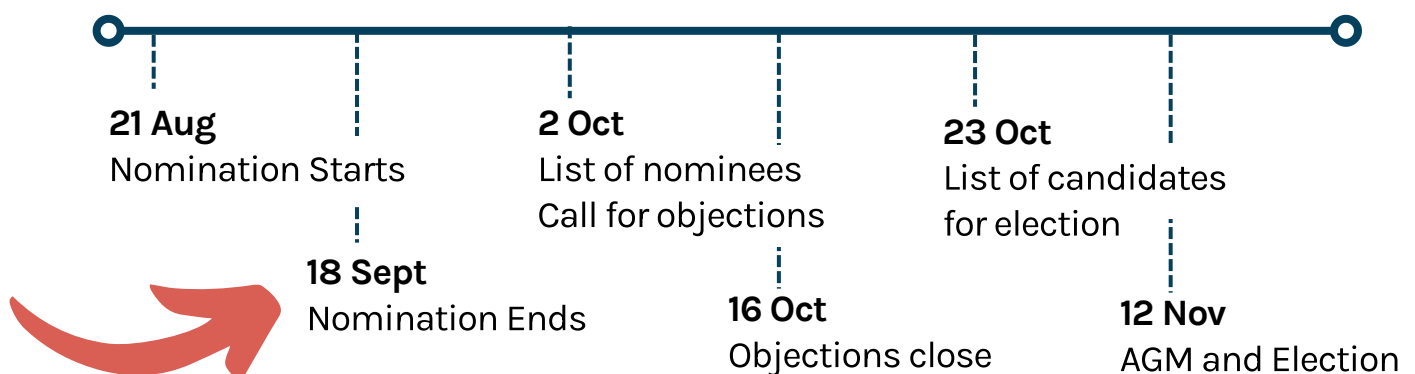 21 Aug
Nomination Starts
18 Sept
Nomination Ends
2 Oct
List of nominees
Call for objections
16 Oct
Objections close
23 Oct
List of candidates
for election
12 Nov
AGM and Election